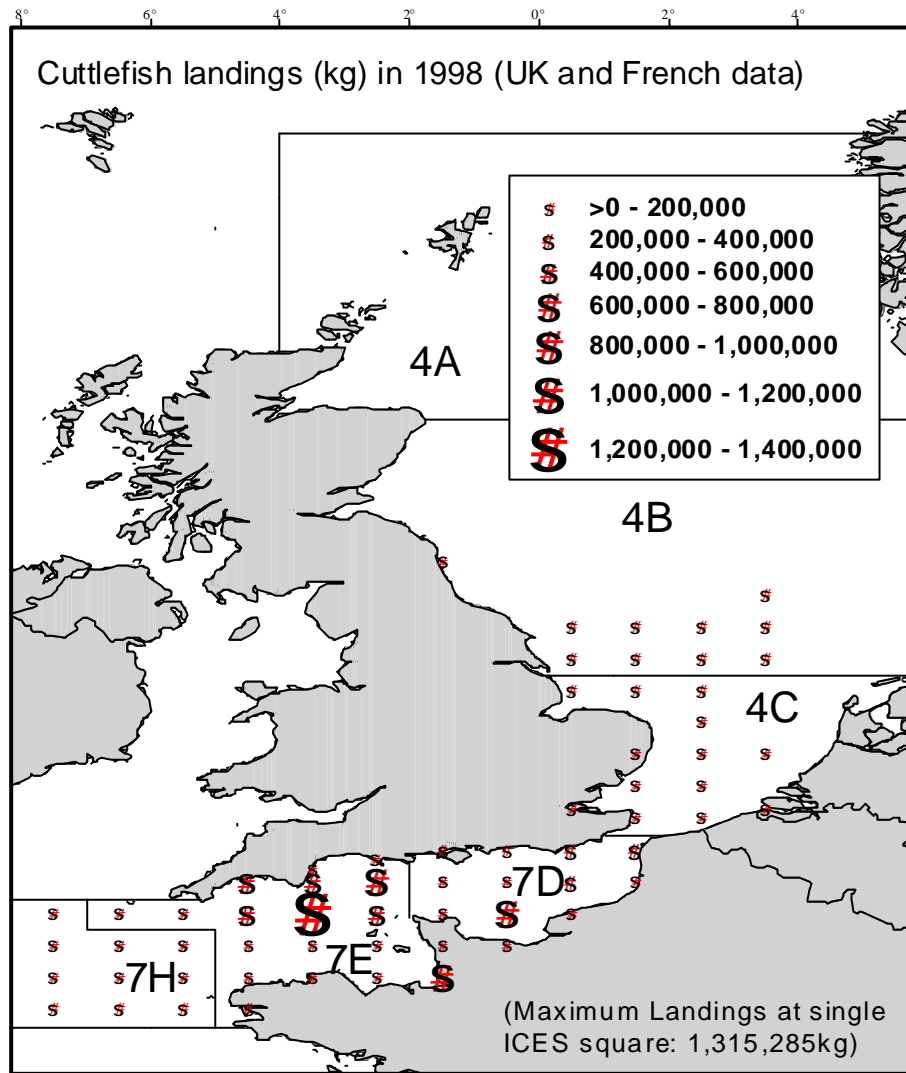 8° 6° 4° 2° 0° 2° 4°
Cuttlefish landings (kg) in 1998 (UK and French data)
>0 - 200,000
200,000 - 400,000
400,000 - 600,000
600,000 - 800,000
800,000 - 1,000,000
1,000,000 - 1,200,000
1,200,000 - 1,400,000
4A
4B
4C
7D
7E
7H
(Maximum Landings at single
ICES square: 1,315,285kg)